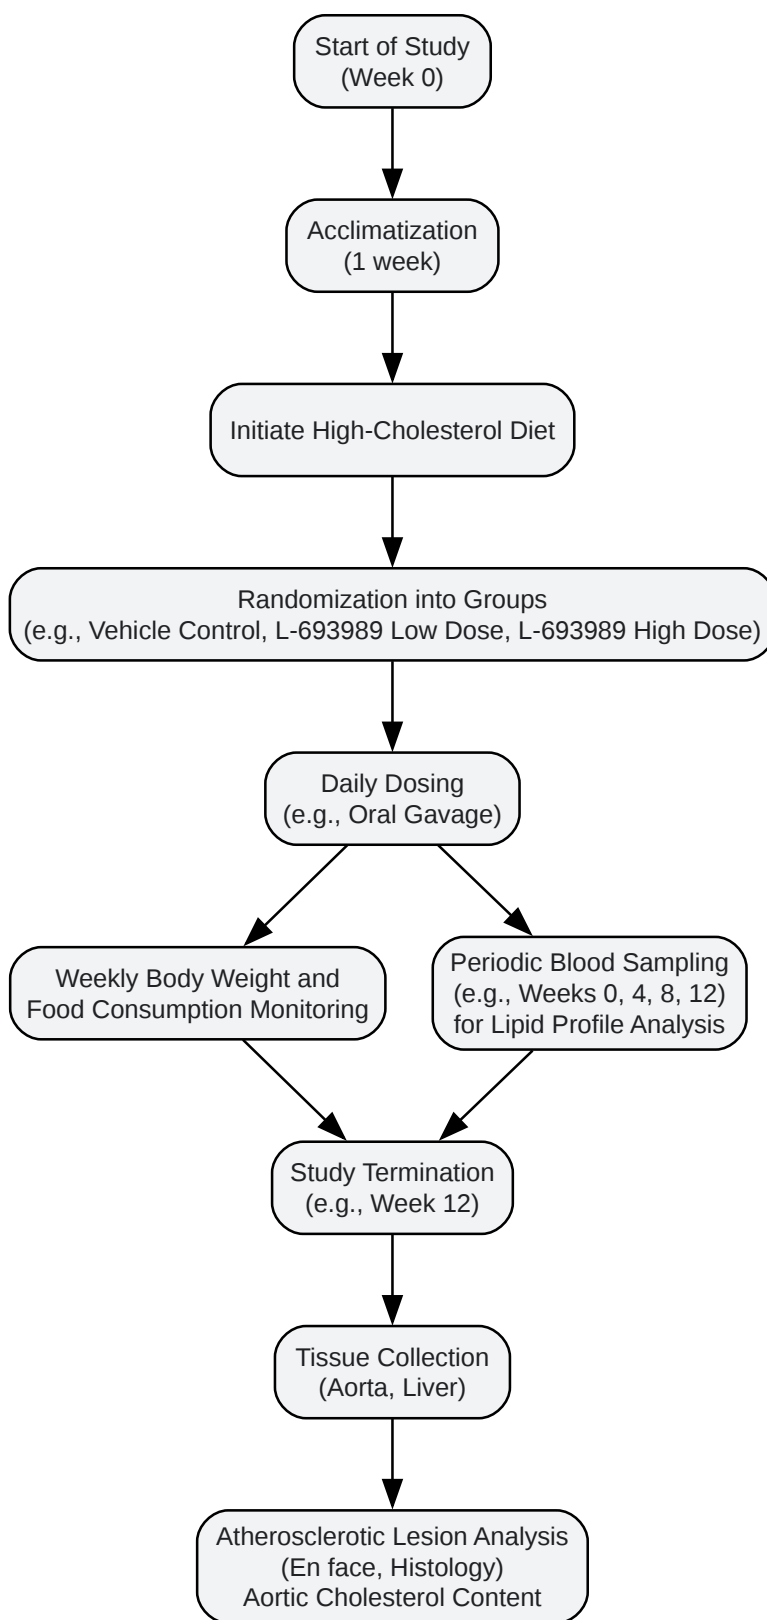 Start of Study
(Week 0)
Acclimatization
(1 week)
Initiate High-Cholesterol Diet
Randomization into Groups
(e.g., Vehicle Control, L-693989 Low Dose, L-693989 High Dose)
Daily Dosing
(e.g., Oral Gavage)
Weekly Body Weight and
Food Consumption Monitoring
Periodic Blood Sampling
(e.g., Weeks 0, 4, 8, 12)
for Lipid Profile Analysis
Study Termination
(e.g., Week 12)
Tissue Collection
(Aorta, Liver)
Atherosclerotic Lesion Analysis
(En face, Histology)
Aortic Cholesterol Content